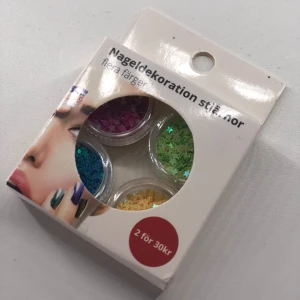 Nageldekoration stjärnor
flera färger
2 för 30kr